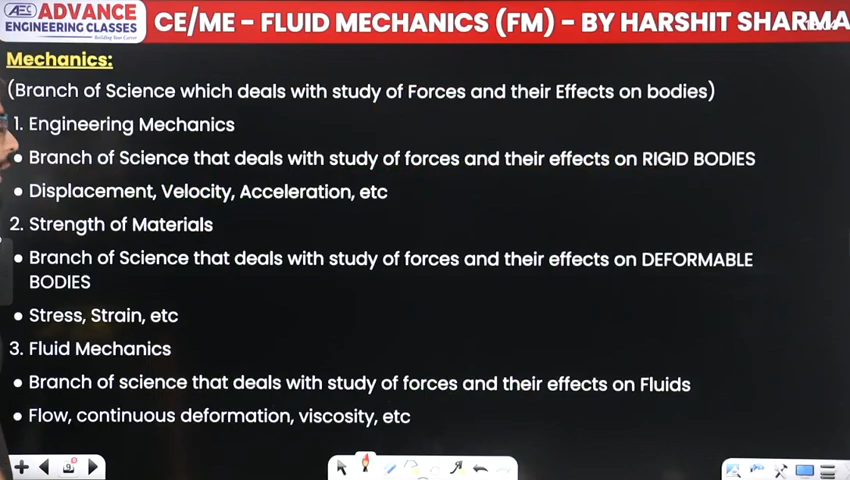 AEC ADVANCE
ENGINEERING CLASSES
Building Your Career
CE/ME - FLUID MECHANICS (FM) - BY HARSHIT SHARMA
Mechanics:
(Branch of Science which deals with study of Forces and their Effects on bodies)
1. Engineering Mechanics
• Branch of Science that deals with study of forces and their effects on RIGID BODIES
• Displacement, Velocity, Acceleration, etc
2. Strength of Materials
• Branch of Science that deals with study of forces and their effects on DEFORMABLE
BODIES
• Stress, Strain, etc
3. Fluid Mechanics
• Branch of science that deals with study of forces and their effects on Fluids
• Flow, continuous deformation, viscosity, etc